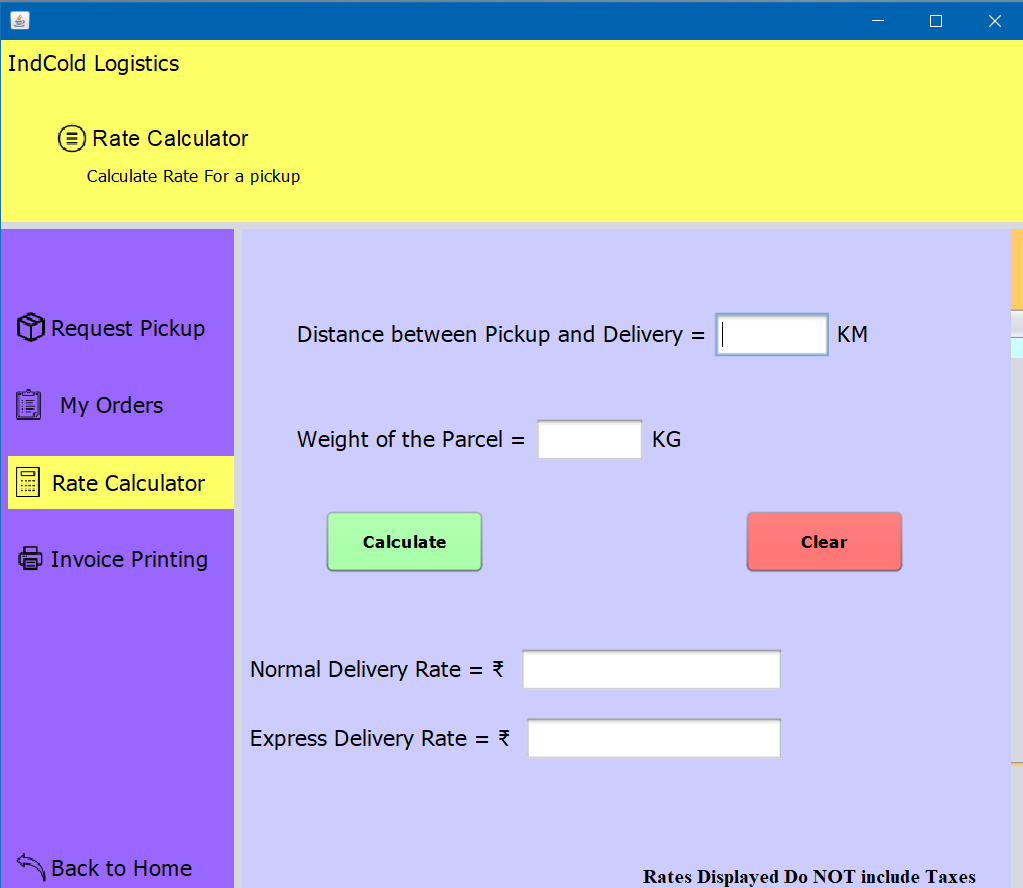 IndCold Logistics
Rate Calculator
Calculate Rate For a pickup
Request Pickup
My Orders
Rate Calculator
Invoice Printing
Back to Home
Distance between Pickup and Delivery = KM
Weight of the Parcel = KG
Calculate Clear
Normal Delivery Rate = ₹
Express Delivery Rate = ₹
Rates Displayed Do NOT include Taxes